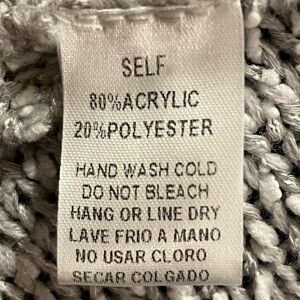 SELF
80%ACRYLIC
20%POLYESTER
HAND WASH COLD
DO NOT BLEACH
HANG OR LINE DRY
LAVE FRIO A MANO
NO USAR CLORO
SECAR COLGADO